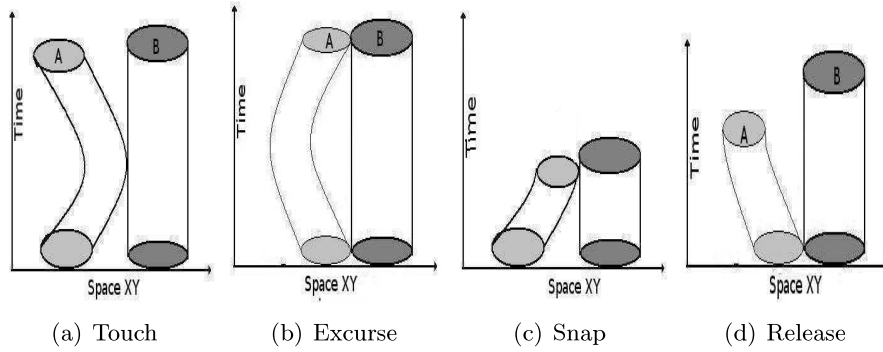 Time
A
B
Space XY
Time
A
B
Space XY
Time
Space XY
Time
A
B
Space XY
(a) Touch
(b) Excurse
(c) Snap
(d) Release